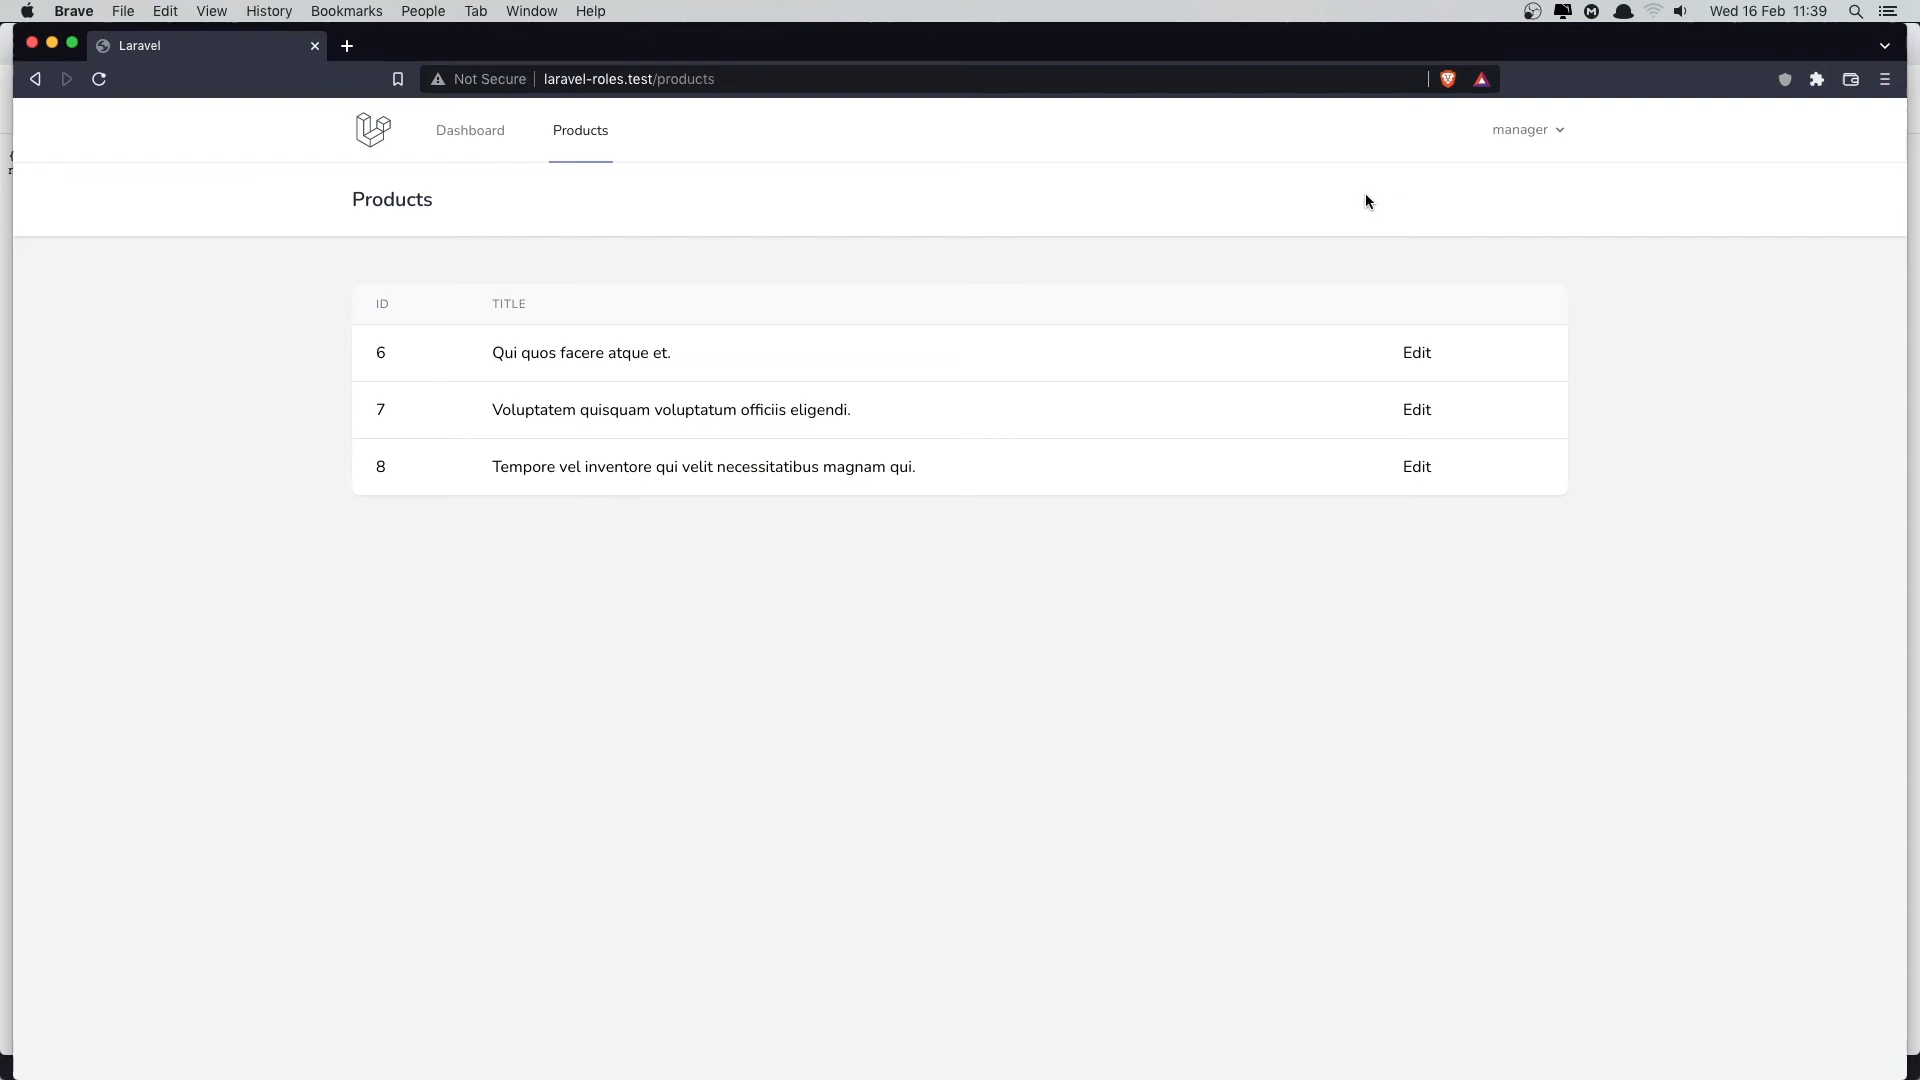 Brave File Edit View History Bookmarks People Tab Window Help Wed 16 Feb 11:39
Laravel
Not Secure laravel-roles.test/products
Dashboard Products manager
Products
ID TITLE
6 Qui quos facere atque et. Edit
7 Voluptatem quisquam voluptatum officiis eligendi. Edit
8 Tempore vel inventore qui velit necessitatibus magnam qui. Edit